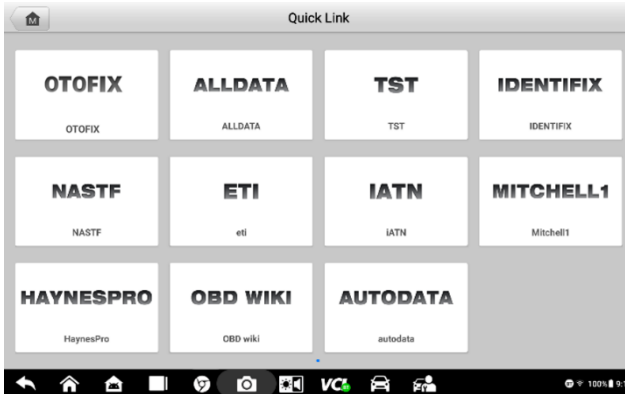 M
Quick Link
OTOFIX
OTOFIX
ALLDATA
ALLDATA
TST
TST
IDENTIFIX
IDENTIFIX
NASTF
NASTF
ETI
eti
IATN
iATN
MITCHELL1
Mitchell1
HAYNESPRO
HaynesPro
OBD WIKI
OBD wiki
AUTODATA
autodata
VCI
100%